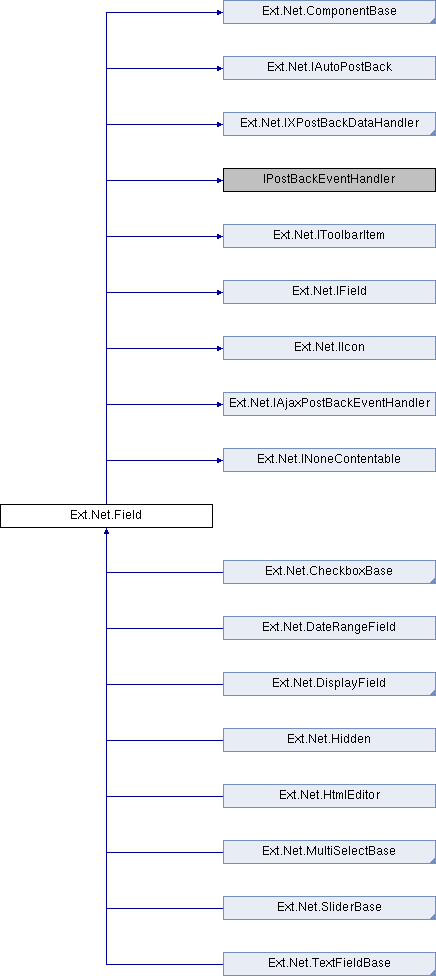 Ext.Net.ComponentBase
Ext.Net.IAutoPostBack
Ext.Net.IXPostBackDataHandler
IPostBackEventHandler
Ext.Net.IToolbarItem
Ext.Net.IField
Ext.Net.IIcon
Ext.Net.IAjaxPostBackEventHandler
Ext.Net.INoneContentable
Ext.Net.Field
Ext.Net.CheckboxBase
Ext.Net.DateRangeField
Ext.Net.DisplayField
Ext.Net.Hidden
Ext.Net.HtmlEditor
Ext.Net.MultiSelectBase
Ext.Net.SliderBase
Ext.Net.TextFieldBase